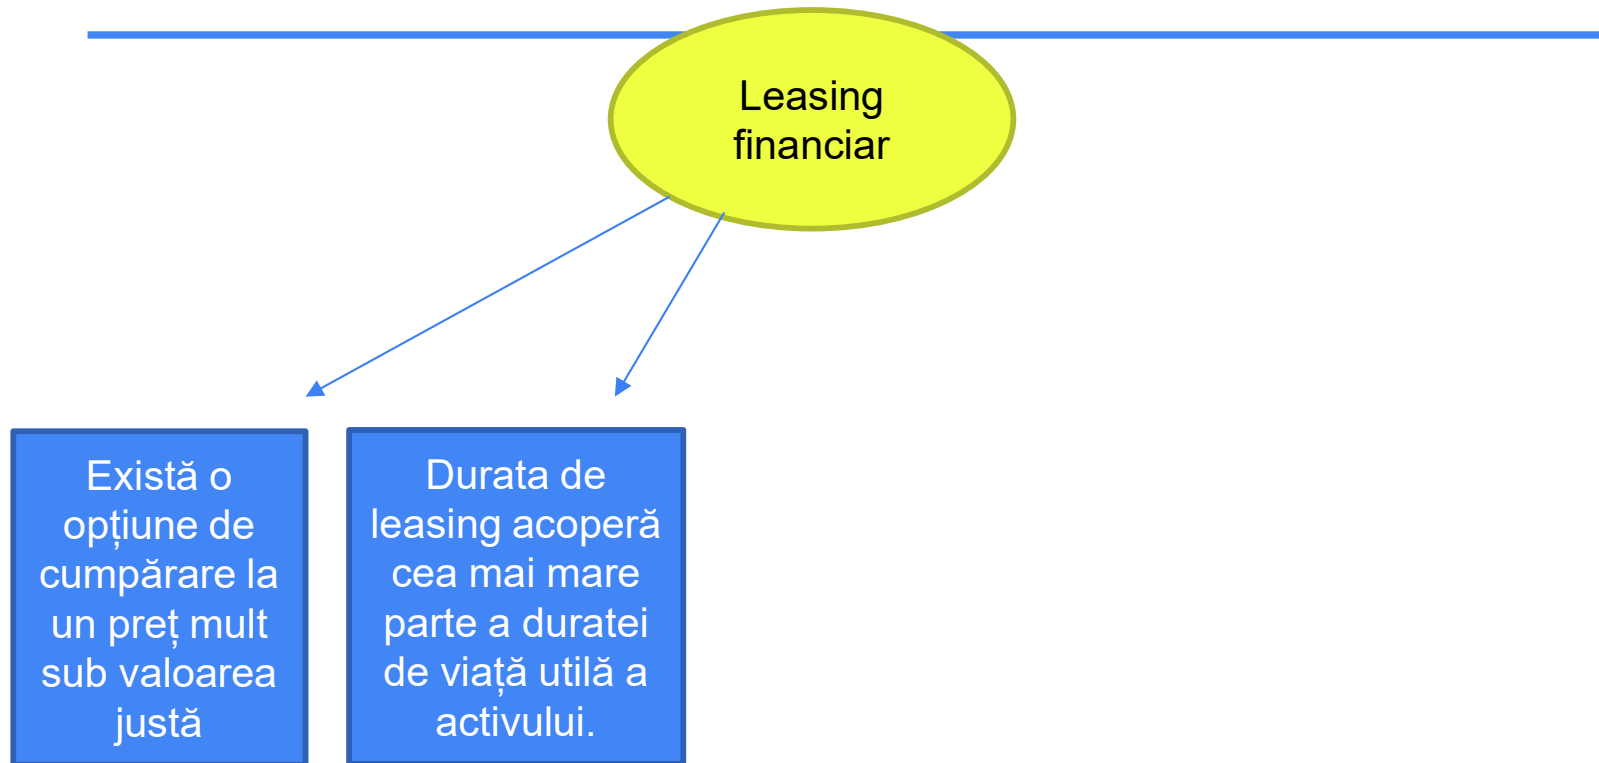 Leasing
financiar
Există o
opțiune de
cumpărare la
un preț mult
sub valoarea
justă
Durata de
leasing acoperă
cea mai mare
parte a duratei
de viață utilă a
activului.